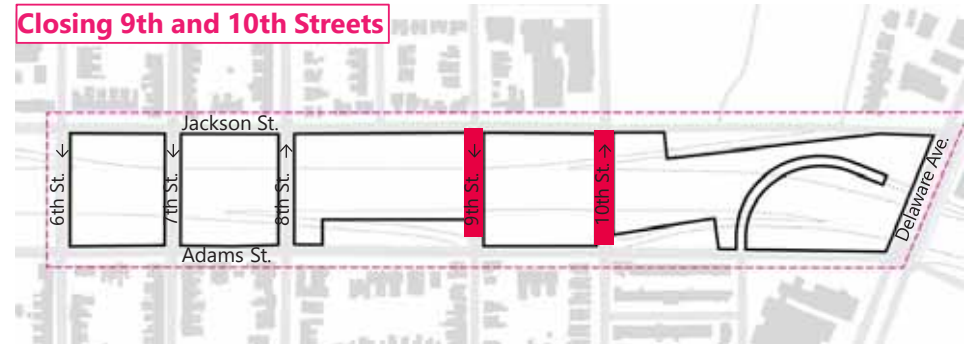 Closing 9th and 10th Streets
Jackson St.
6th St. ←
7th St. ←
8th St. →
9th St. ←
10th St. →
Delaware Ave.
Adams St.